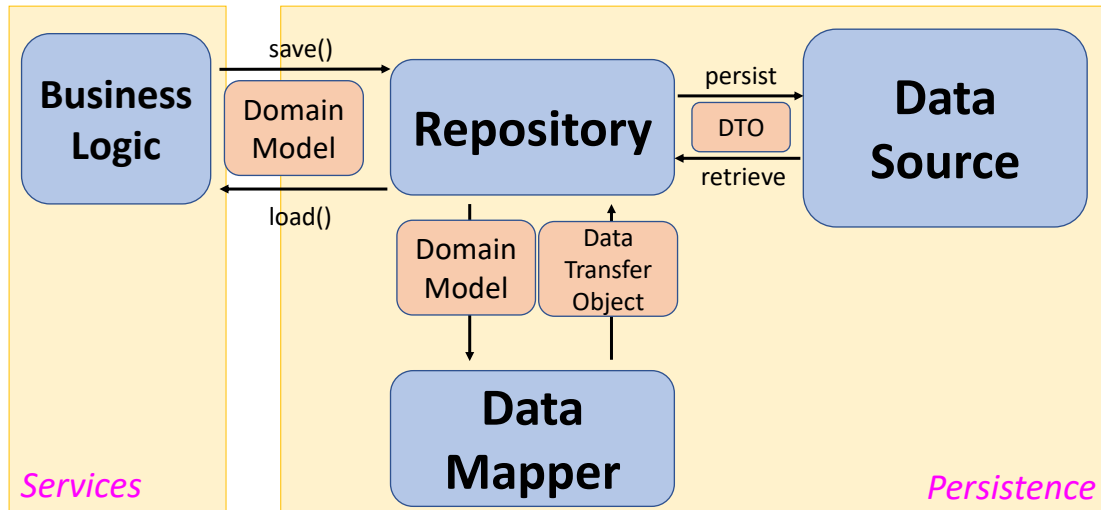 Business
Logic
save()
Domain
Model
load()
Repository
persist
DTO
retrieve
Data
Source
Domain
Model
Data
Transfer
Object
Data
Mapper
Services
Persistence